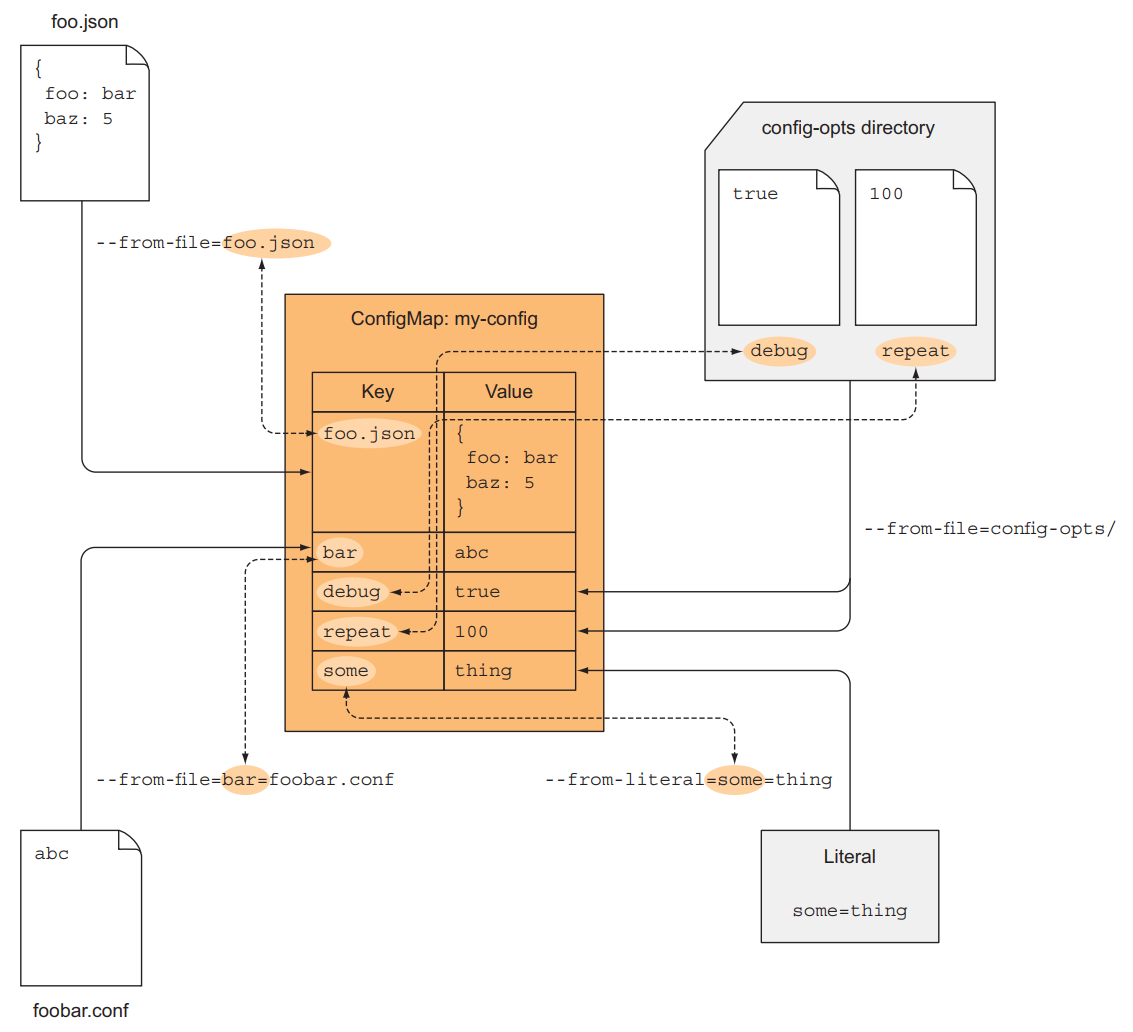 foo.json
{
foo: bar
baz: 5
}
--from-file=foo.json
config-opts directory
true
100
debug
repeat
ConfigMap: my-config
Key Value
foo.json {
foo: bar
baz: 5
}
bar abc
debug true
repeat 100
some thing
--from-file=config-opts/
--from-file=bar=foobar.conf
--from-literal=some=thing
abc
foobar.conf
Literal
some=thing